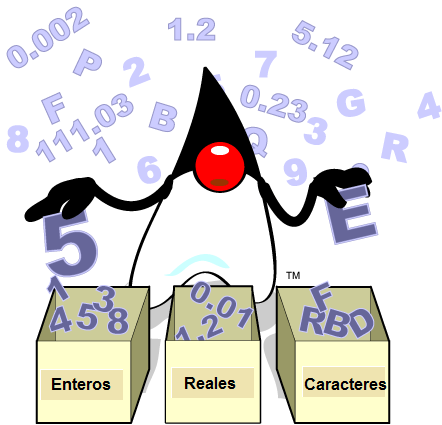 0.002 1.2 5.12
P 2 7
F 111.03 B 0.23 G 4
8 1 Q 3 R
6 9
5 E
TM
1 3 0.01 F
4 5 8 1.2 RBD
Enteros Reales Caracteres